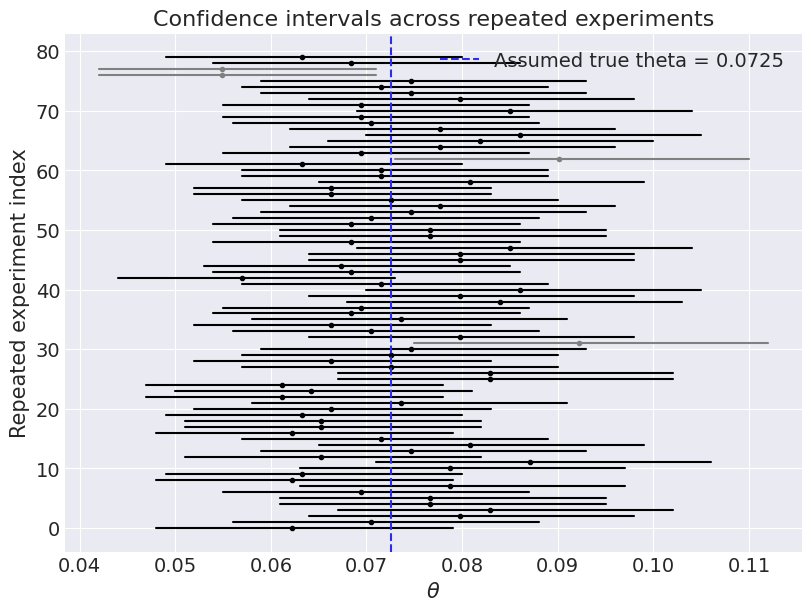 Confidence intervals across repeated experiments
Assumed true theta = 0.0725
Repeated experiment index
80
70
60
50
40
30
20
10
0
0.04 0.05 0.06 0.07 0.08 0.09 0.10 0.11
θ